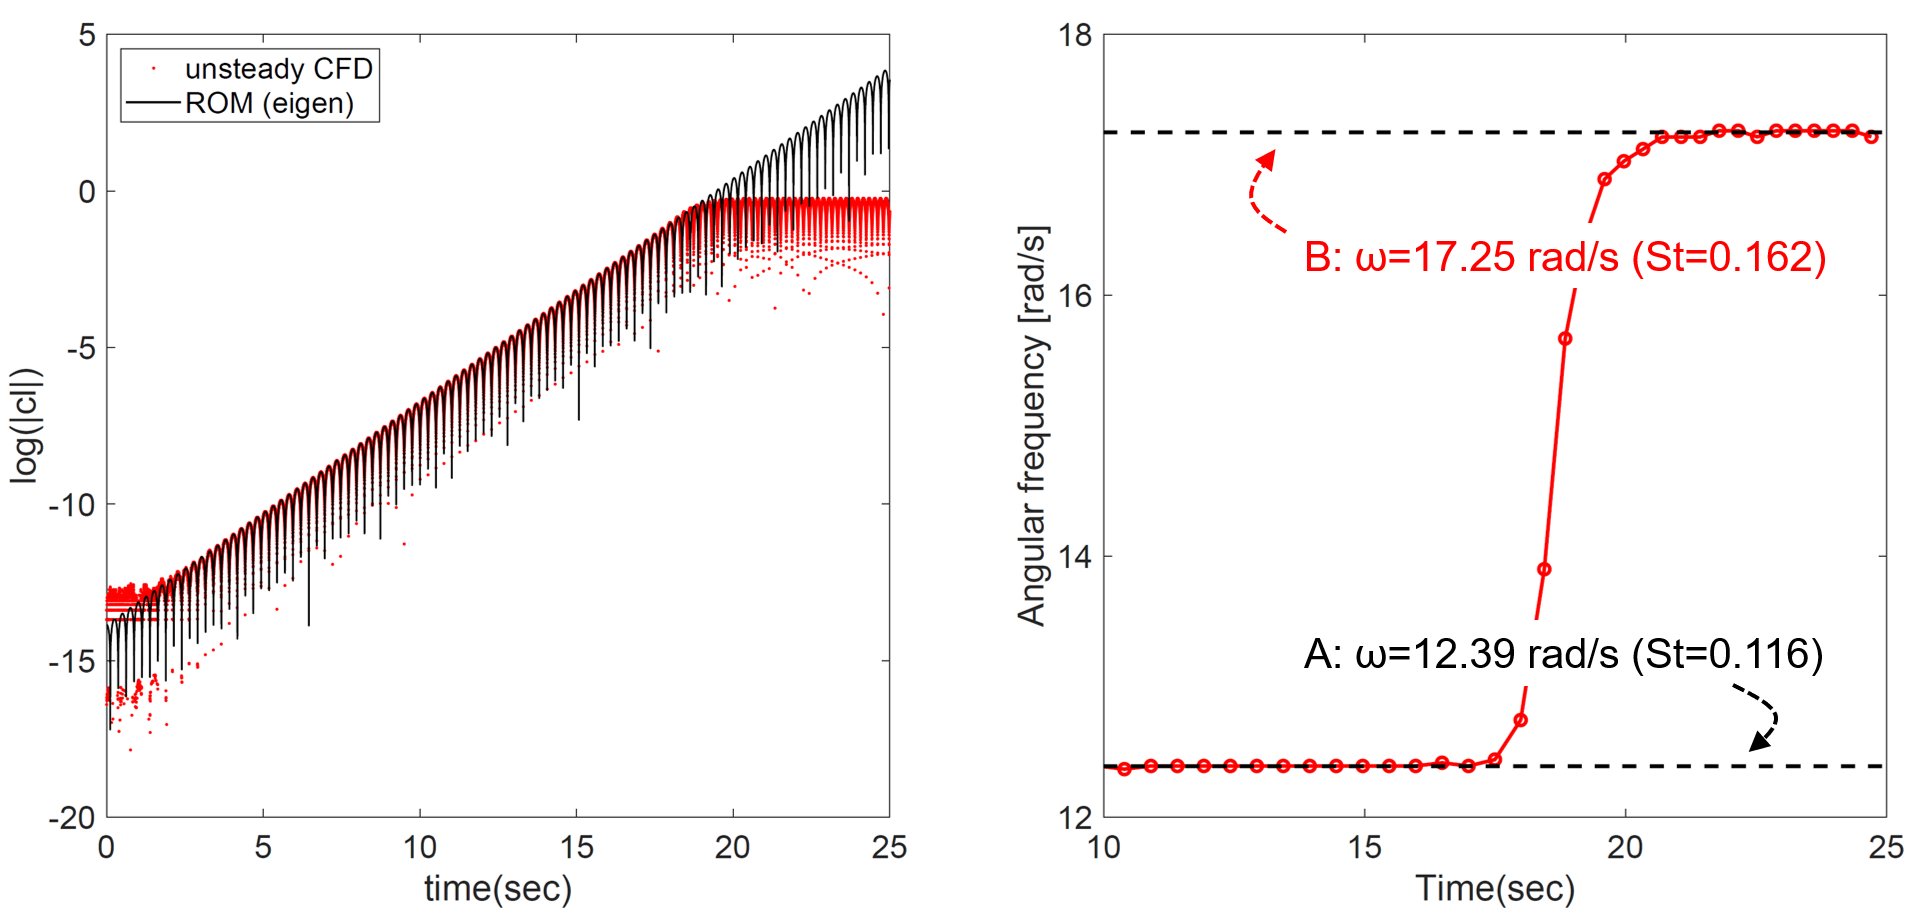 5
0
-5
-10
-15
-20
0 5 10 15 20 25
log(|cl|)
time(sec)
unsteady CFD
ROM (eigen)
18
16
14
12
10 15 20 25
Angular frequency [rad/s]
Time(sec)
B: ω=17.25 rad/s (St=0.162)
A: ω=12.39 rad/s (St=0.116)